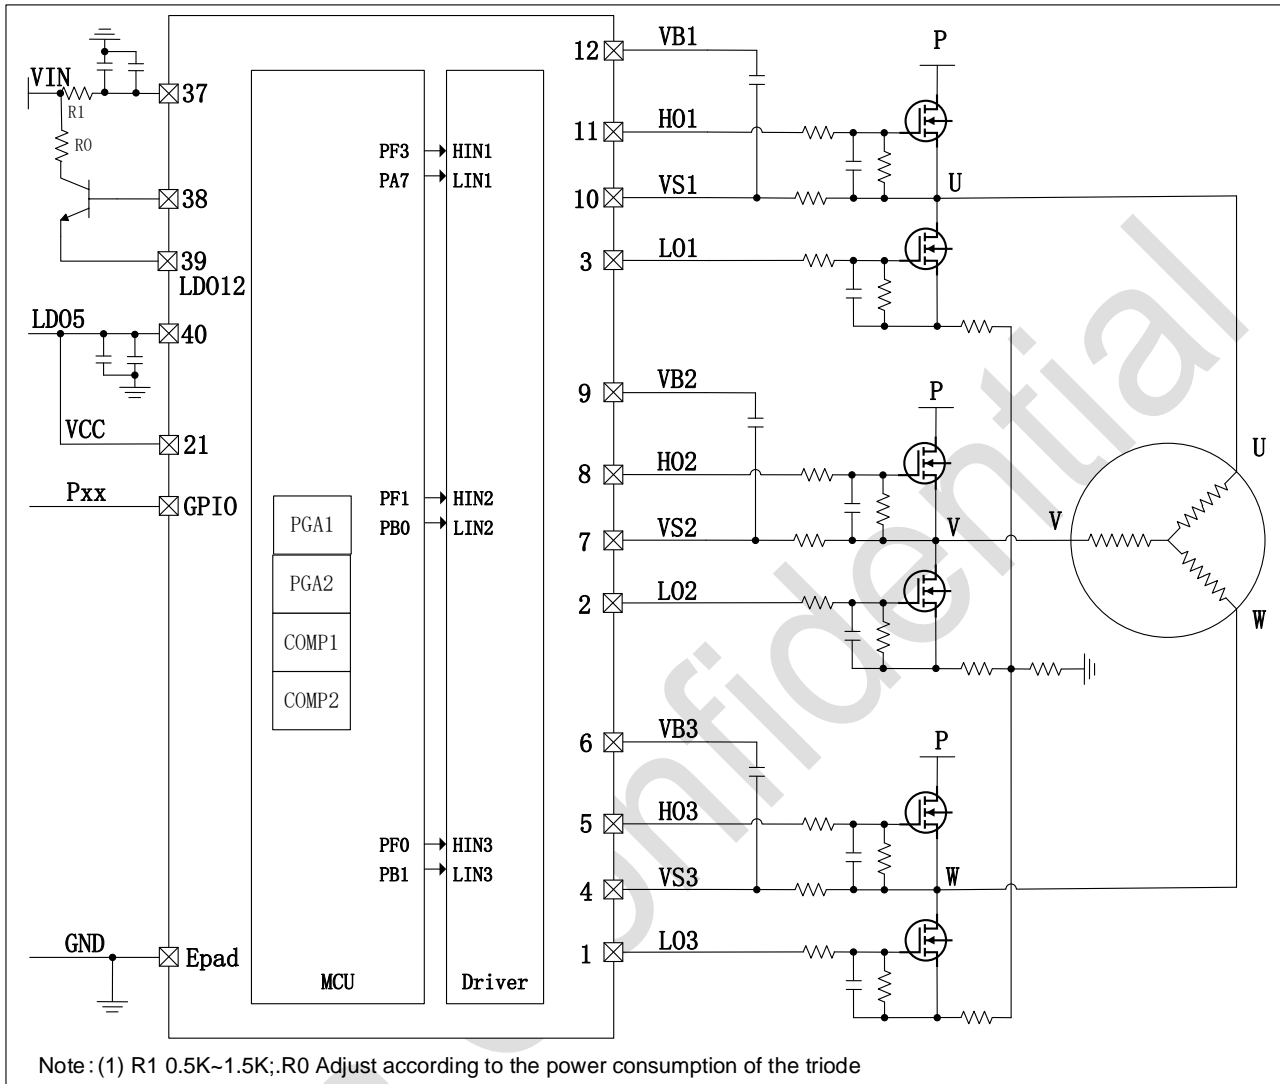 VIN
R1
R0
37
38
39
LDO12
LDO5
40
VCC
21
Pxx
GPIO
GND
Epad
PF3
HIN1
PA7
LIN1
PF1
HIN2
PB0
LIN2
PGA1
PGA2
COMP1
COMP2
PF0
HIN3
PB1
LIN3
MCU
Driver
12
VB1
P
11
HO1
10
VS1
U
3
LO1
9
VB2
P
8
HO2
7
VS2
V
V
2
LO2
U
W
6
VB3
P
5
HO3
4
VS3
W
1
LO3
Note:(1) R1 0.5K~1.5K;.R0 Adjust according to the power consumption of the triode